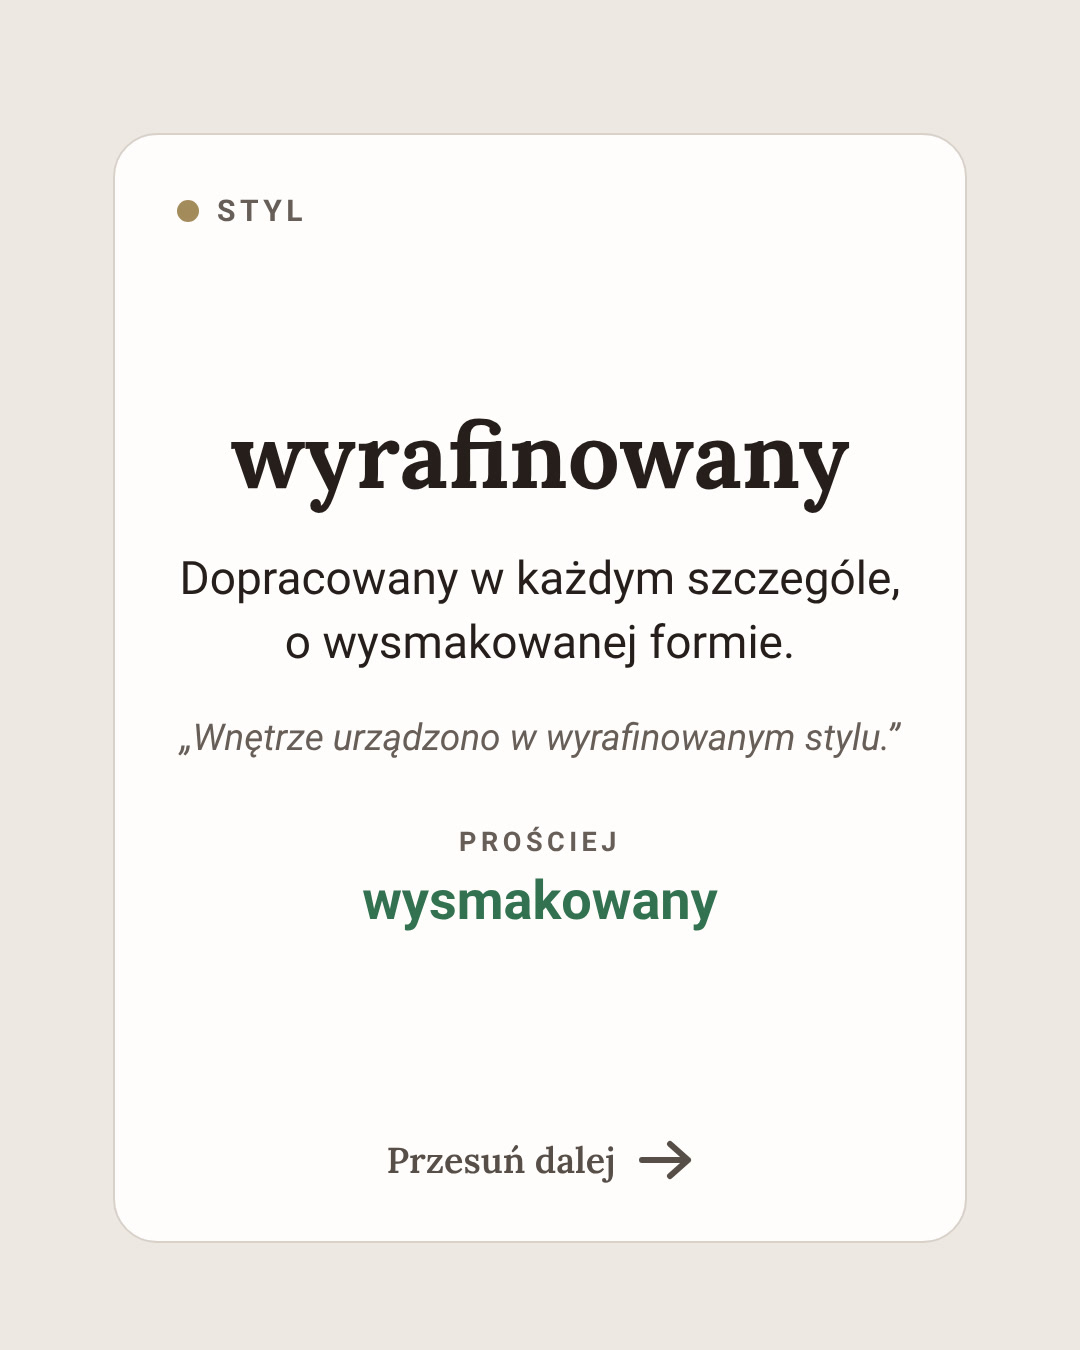 STYL
wyrafinowany
Dopracowany w każdym szczególe,
o wysmakowanej formie.
„Wnętrze urządzono w wyrafinowanym stylu.”
PROŚCIEJ
wysmakowany
Przesuń dalej